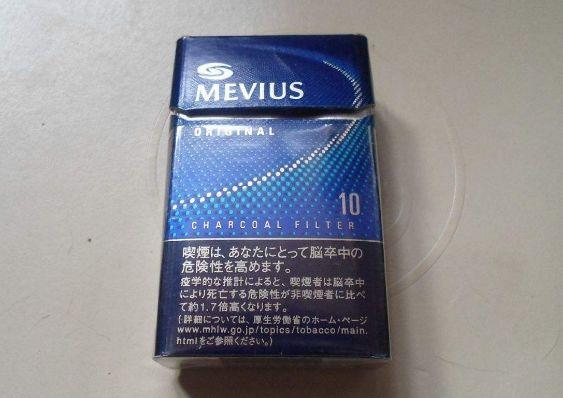 MEVIUS
ORIGINAL
10
CHARCOAL FILTER
喫煙は、あなたにとって脳卒中の
危険性を高めます。
疫学的な推計によると、喫煙者は脳卒中
により死亡する危険性が非喫煙者に比べ
て約1.7倍高くなります。
(詳細については、厚生労働省のホーム・ページ
www.mhlw.go.jp/topics/tobacco/main.
htmlをご参照ください。)